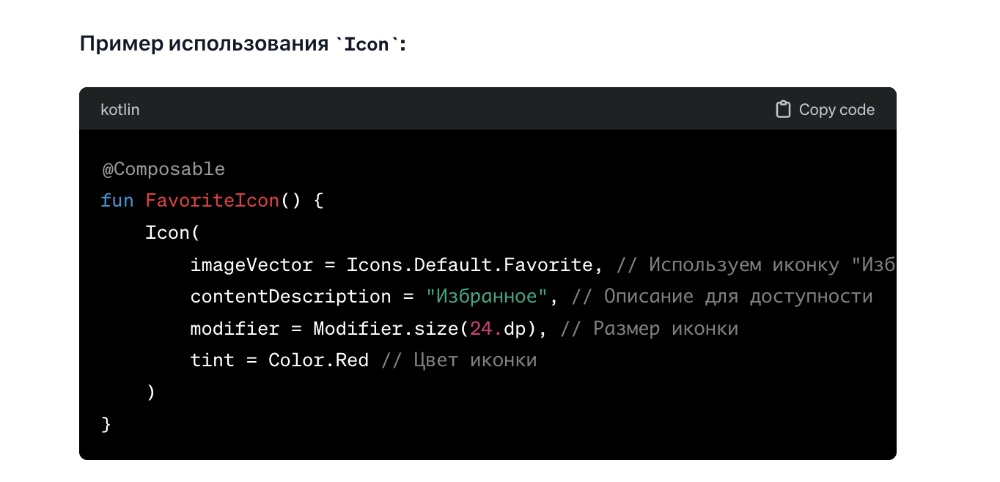 Пример использования `Icon`:
kotlin
Copy code
@Composable
fun FavoriteIcon() {
    Icon(
        imageVector = Icons.Default.Favorite, // Используем иконку "Изб
        contentDescription = "Избранное", // Описание для доступности
        modifier = Modifier.size(24.dp), // Размер иконки
        tint = Color.Red // Цвет иконки
    )
}